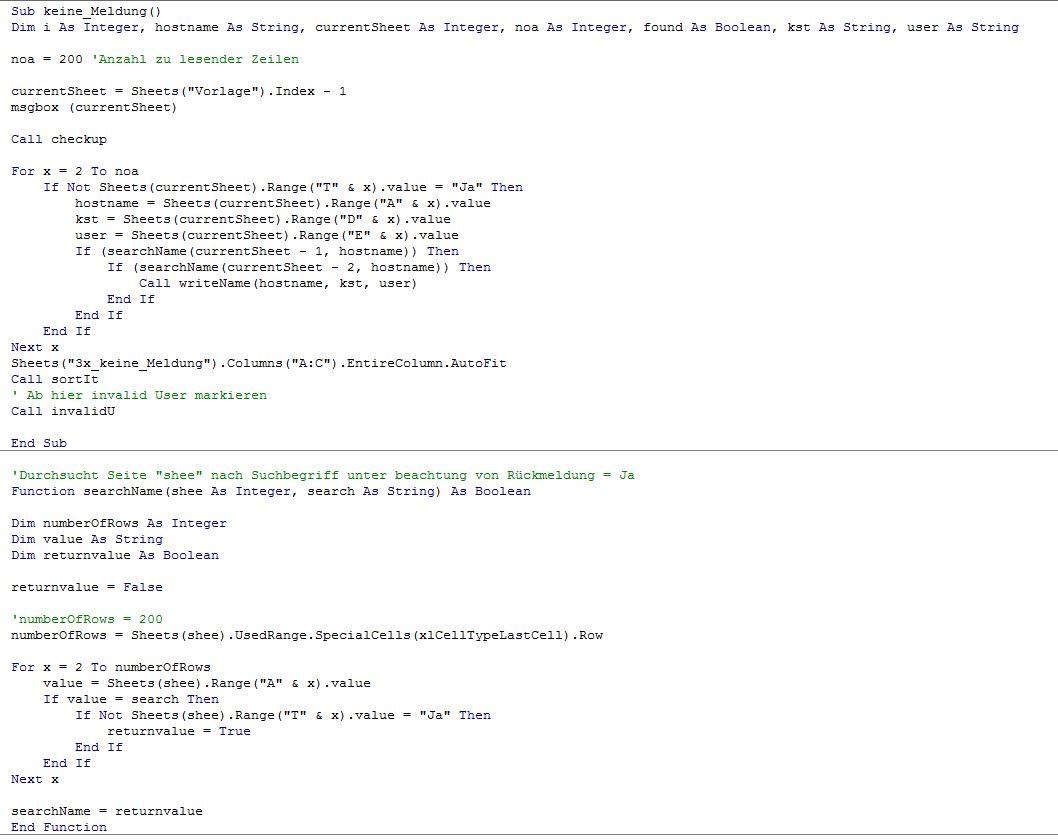 Sub keine_Meldung()
Dim i As Integer, hostname As String, currentSheet As Integer, noa As Integer, found As Boolean, kst As String, user As String
noa = 200 'Anzahl zu lesender Zeilen
currentSheet = Sheets("Vorlage").Index - 1
msgbox (currentSheet)
Call checkup
For x = 2 To noa
    If Not Sheets(currentSheet).Range("T" & x).value = "Ja" Then
        hostname = Sheets(currentSheet).Range("A" & x).value
        kst = Sheets(currentSheet).Range("D" & x).value
        user = Sheets(currentSheet).Range("E" & x).value
        If (searchName(currentSheet - 1, hostname)) Then
            If (searchName(currentSheet - 2, hostname)) Then
                Call writeName(hostname, kst, user)
            End If
        End If
    End If
Next x
Sheets("3x_keine_Meldung").Columns("A:C").EntireColumn.AutoFit
Call sortIt
' Ab hier invalid User markieren
Call invalidU
End Sub
'Durchsucht Seite "shee" nach Suchbegriff unter beachtung von Rückmeldung = Ja
Function searchName(shee As Integer, search As String) As Boolean
Dim numberOfRows As Integer
Dim value As String
Dim returnvalue As Boolean
returnvalue = False
'numberOfRows = 200
numberOfRows = Sheets(shee).UsedRange.SpecialCells(xlCellTypeLastCell).Row
For x = 2 To numberOfRows
    value = Sheets(shee).Range("A" & x).value
    If value = search Then
        If Not Sheets(shee).Range("T" & x).value = "Ja" Then
            returnvalue = True
        End If
    End If
Next x
searchName = returnvalue
End Function